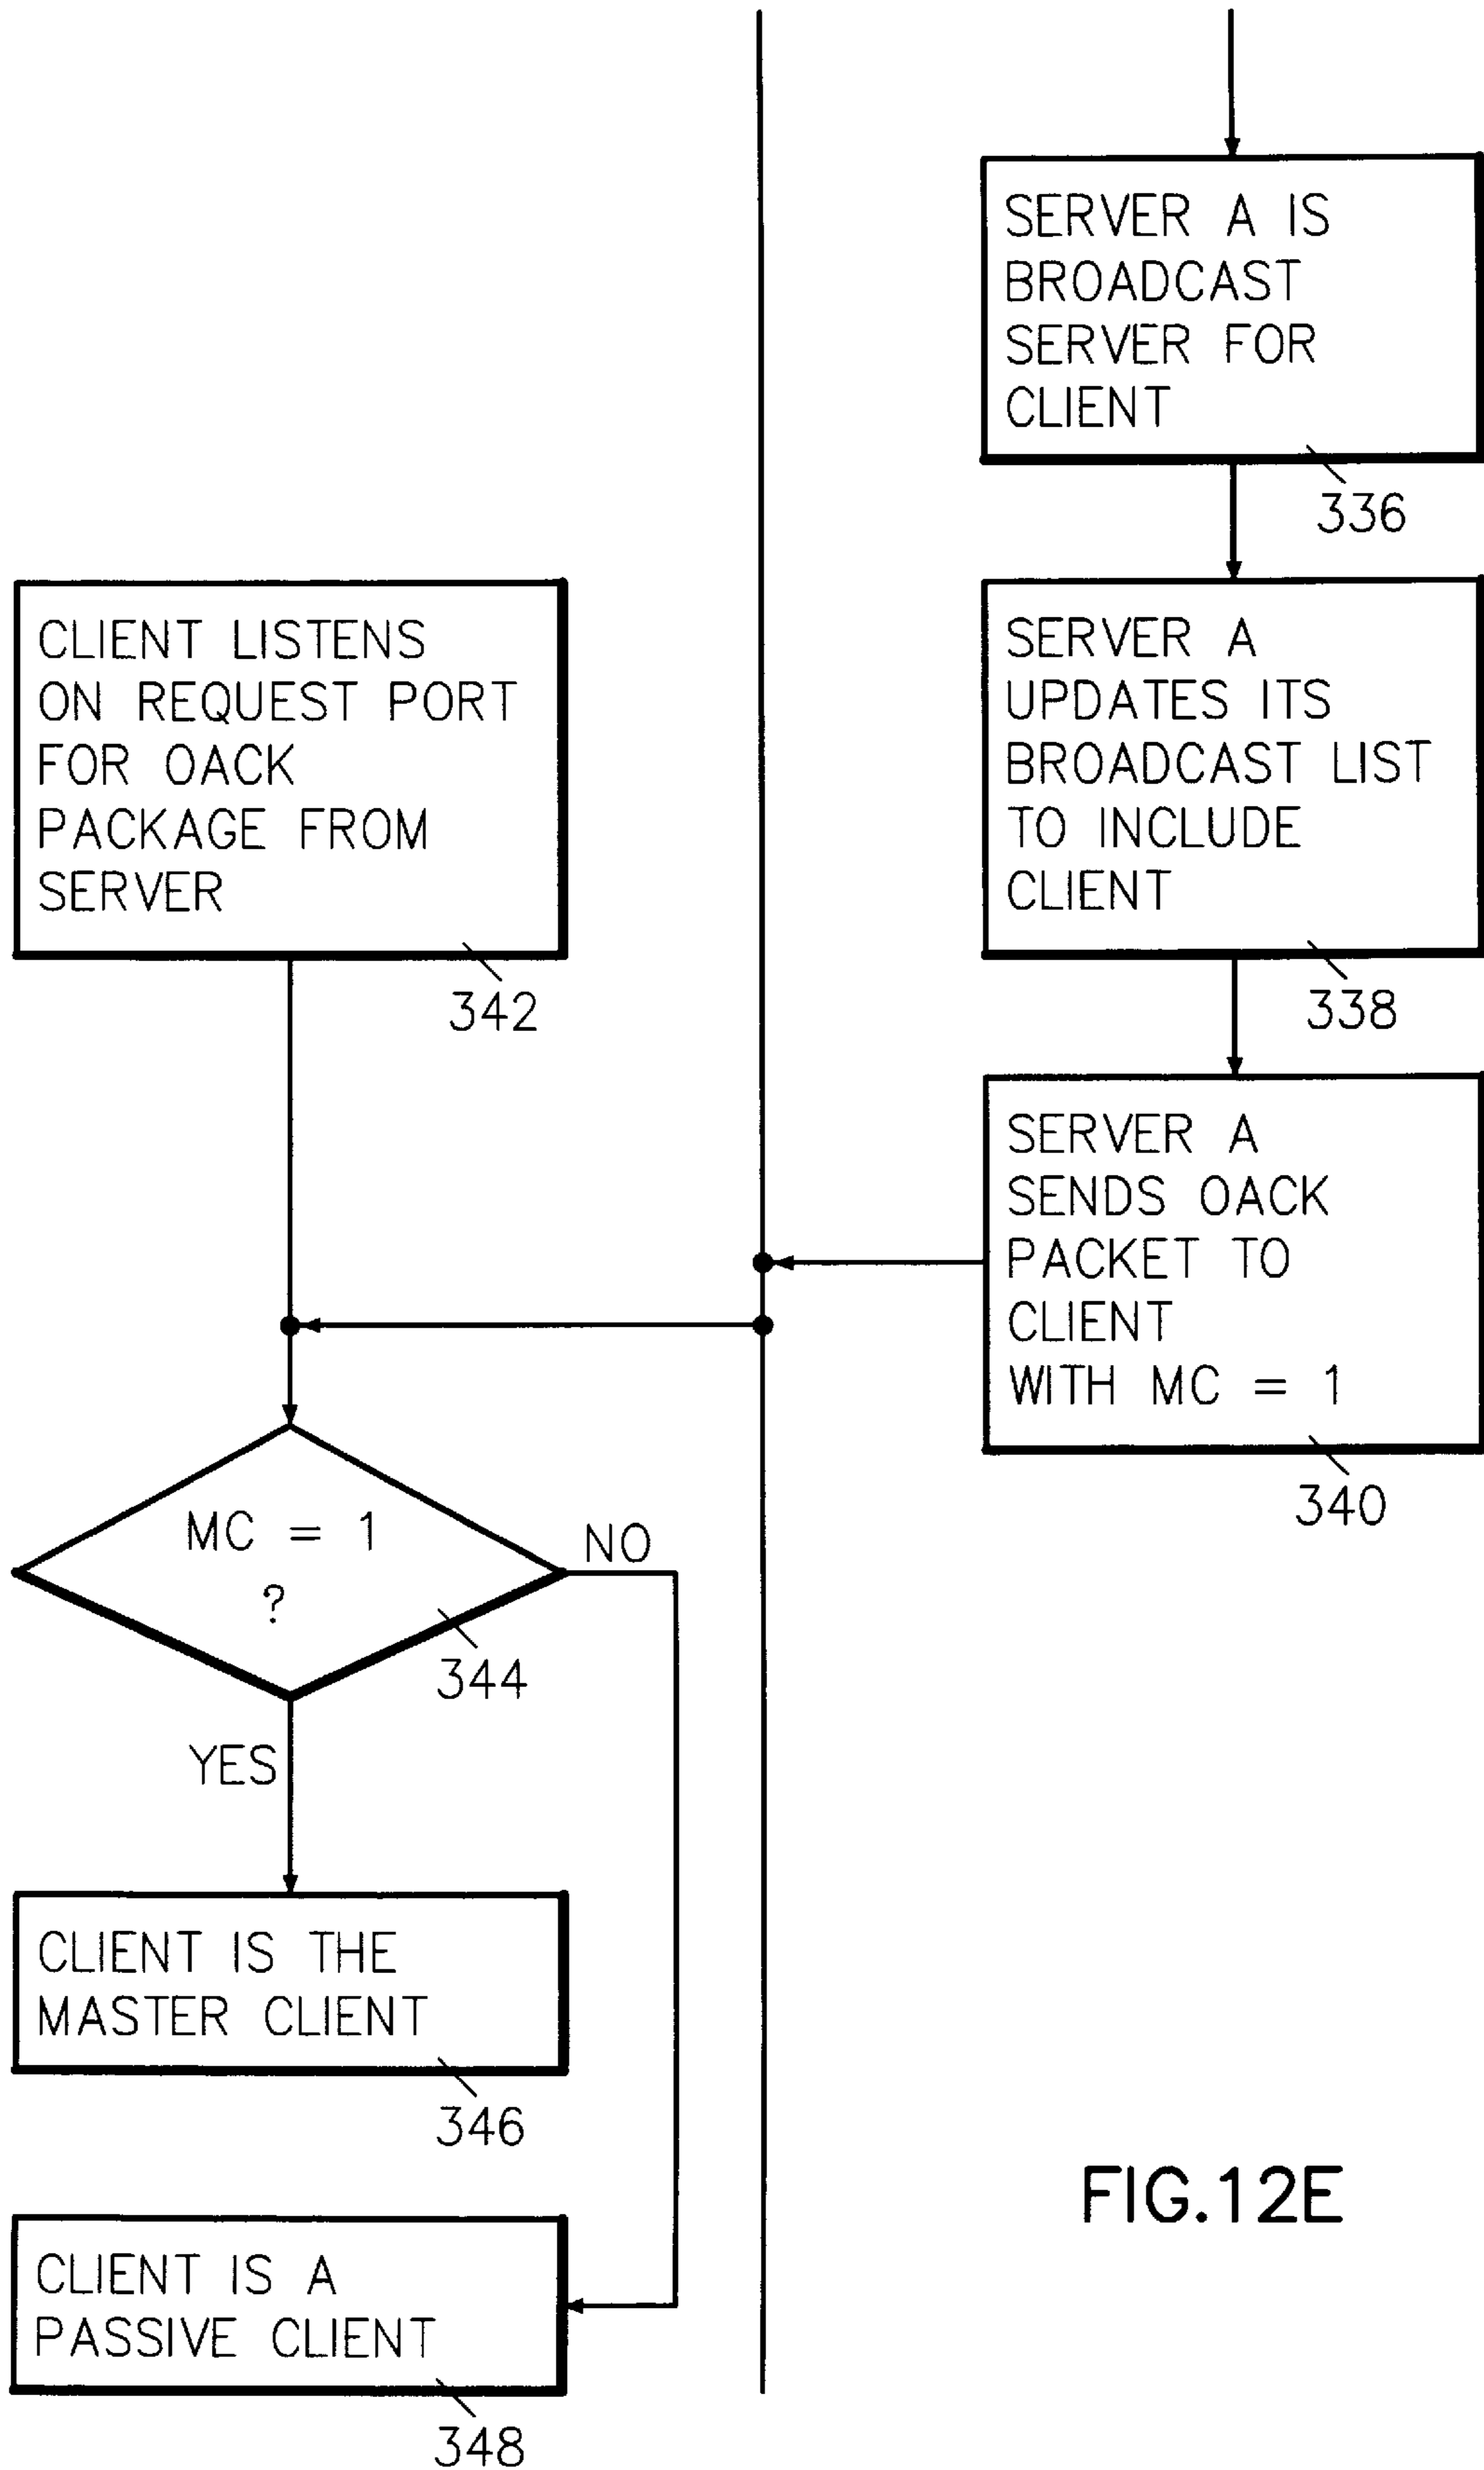 SERVER A IS
BROADCAST
SERVER FOR
CLIENT
336
CLIENT LISTENS
ON REQUEST PORT
FOR OACK
PACKAGE FROM
SERVER
342
SERVER A
UPDATES ITS
BROADCAST LIST
TO INCLUDE
CLIENT
338
SERVER A
SENDS OACK
PACKET TO
CLIENT
WITH MC = 1
340
MC = 1
?
NO
344
YES
CLIENT IS THE
MASTER CLIENT
346
CLIENT IS A
PASSIVE CLIENT
348
FIG.12E